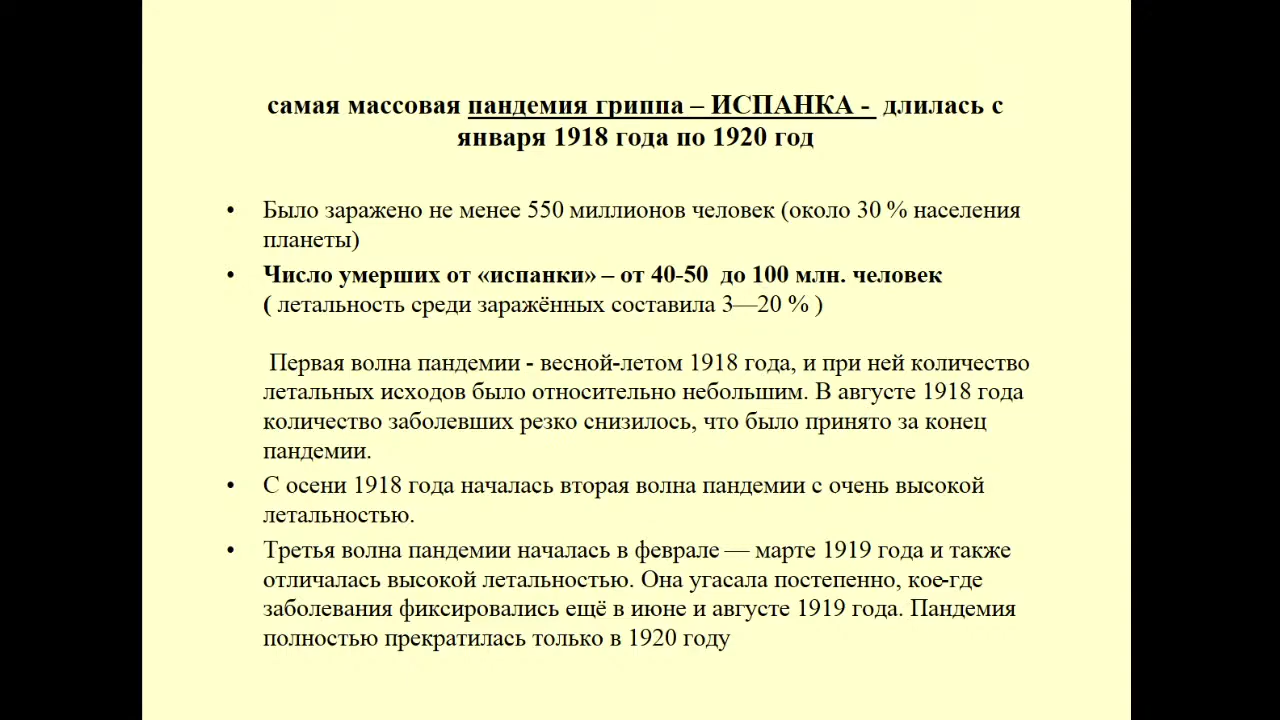 самая массовая пандемия гриппа – ИСПАНКА - длилась с
января 1918 года по 1920 год
• Было заражено не менее 550 миллионов человек (около 30 % населения
планеты)
• Число умерших от «испанки» – от 40-50 до 100 млн. человек
( летальность среди заражённых составила 3—20 % )
Первая волна пандемии - весной-летом 1918 года, и при ней количество
летальных исходов было относительно небольшим. В августе 1918 года
количество заболевших резко снизилось, что было принято за конец
пандемии.
• С осени 1918 года началась вторая волна пандемии с очень высокой
летальностью.
• Третья волна пандемии началась в феврале — марте 1919 года и также
отличалась высокой летальностью. Она угасала постепенно, кое-где
заболевания фиксировались ещё в июне и августе 1919 года. Пандемия
полностью прекратилась только в 1920 году